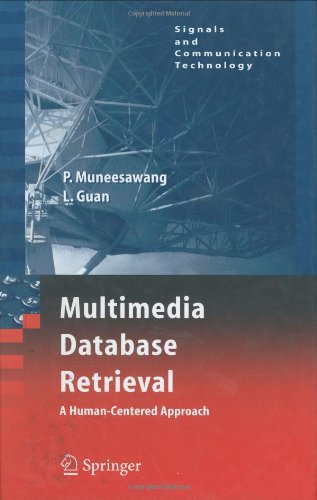 Signals
and
Communication
Technology
P. Muneesawang
L. Guan
Multimedia
Database
Retrieval
A Human-Centered Approach
Springer